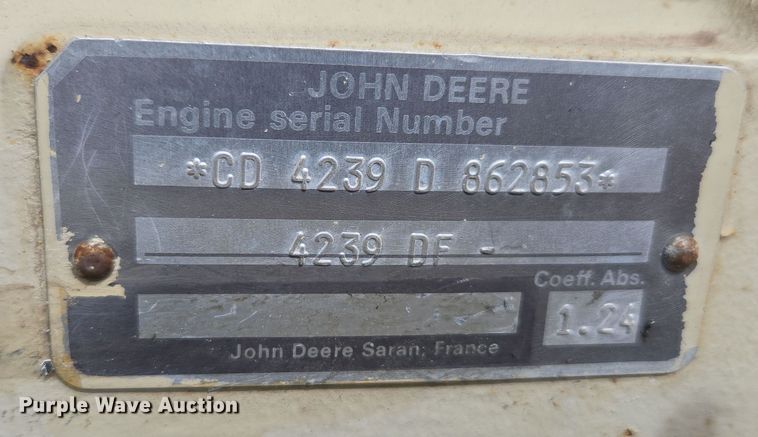 JOHN DEERE
Engine serial Number
*CD 4239 D 862853*
4239 DF -
Coeff. Abs.
1.24
John Deere Saran, France
Purple Wave Auction